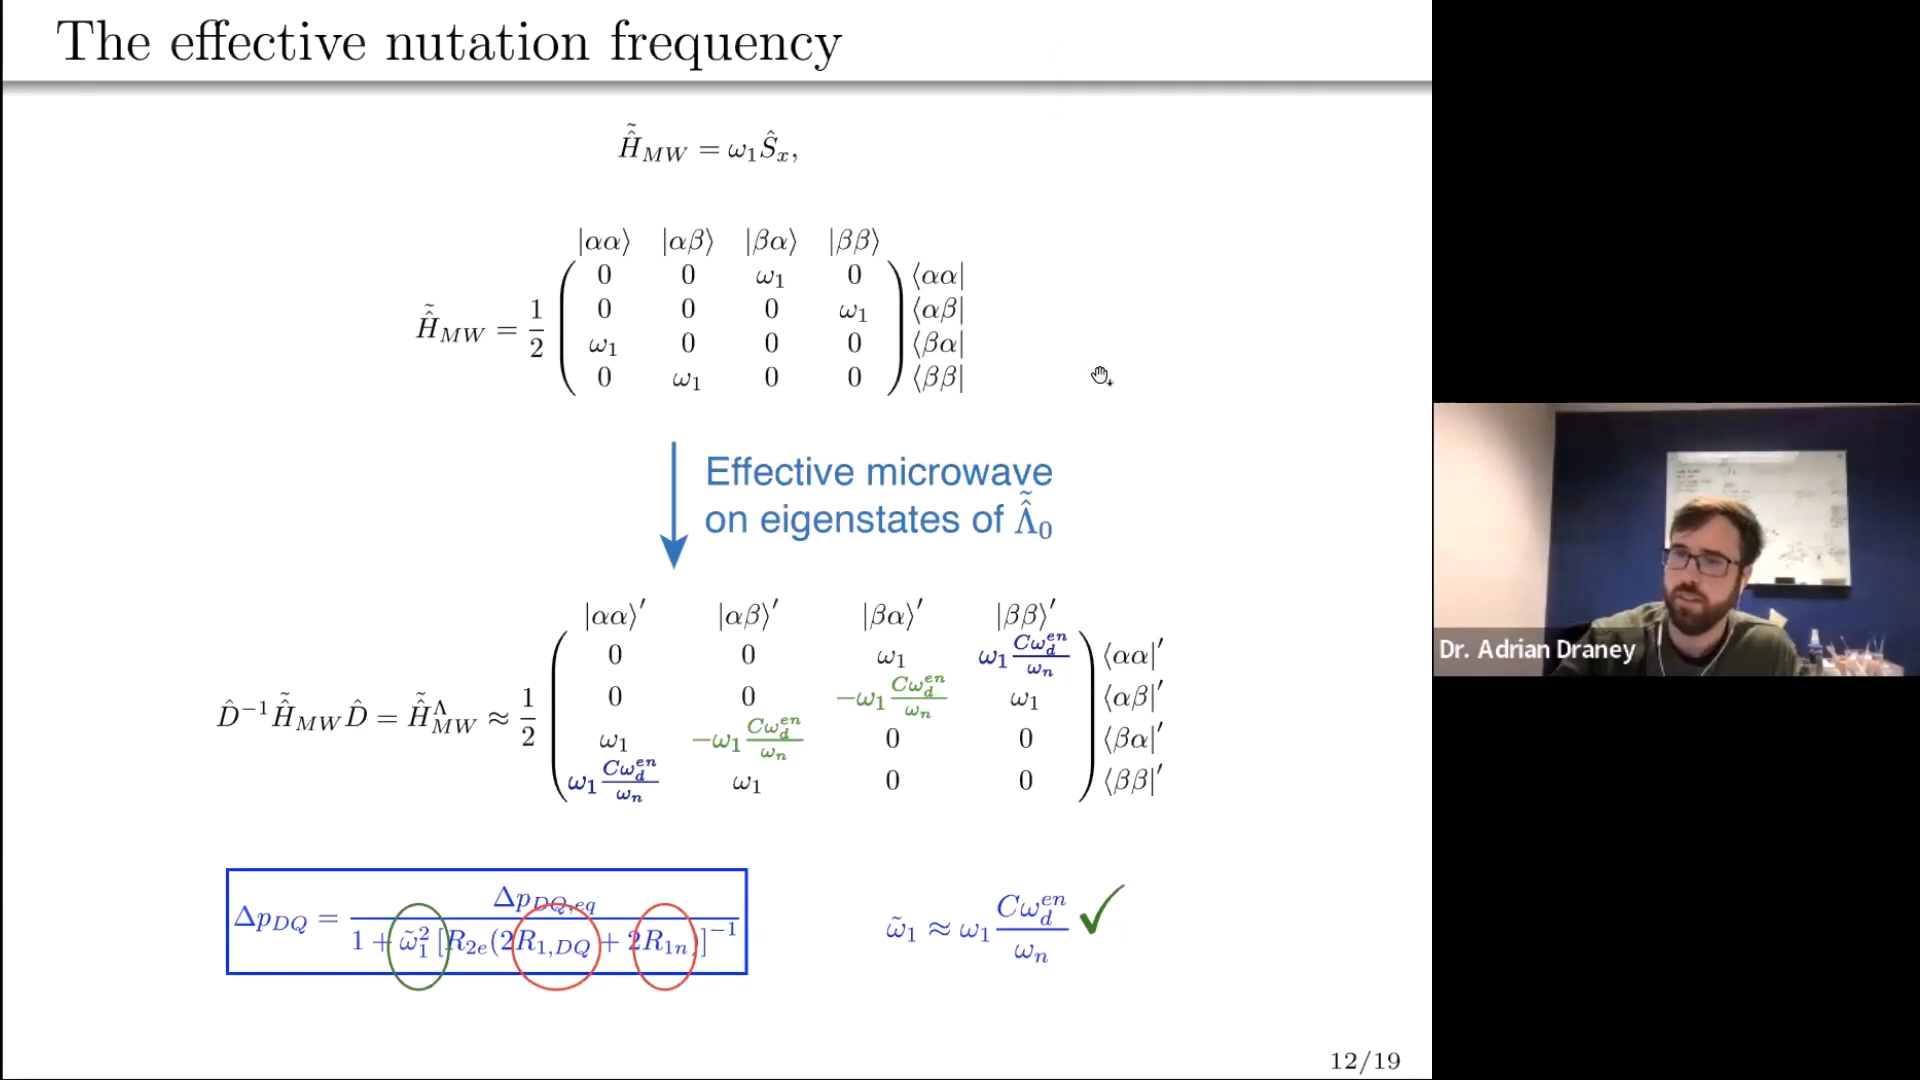 The effective nutation frequency
H̃̂_MW = ω₁Ŝₓ,
|αα⟩ |αβ⟩ |βα⟩ |ββ⟩
0 0 ω₁ 0 ⟨αα|
0 0 0 ω₁ ⟨αβ|
H̃̂_MW = 1/2
ω₁ 0 0 0 ⟨βα|
0 ω₁ 0 0 ⟨ββ|
Effective microwave
on eigenstates of Λ̃̂₀
|αα⟩′ |αβ⟩′ |βα⟩′ |ββ⟩′
0 0 ω₁ ω₁ Cω_d^en/ω_n ⟨αα|′
0 0 −ω₁ Cω_d^en/ω_n ω₁ ⟨αβ|′
D̂⁻¹H̃̂_MW D̂ = H̃̂_MW^Λ ≈ 1/2
ω₁ −ω₁ Cω_d^en/ω_n 0 0 ⟨βα|′
ω₁ Cω_d^en/ω_n ω₁ 0 0 ⟨ββ|′
Δp_DQ = Δp_DQ,eq / 1 + ω̃₁² [R_2e(2R_1,DQ + 2R_1n)]⁻¹
ω̃₁ ≈ ω₁ Cω_d^en/ω_n ✓
12/19
Dr. Adrian Draney